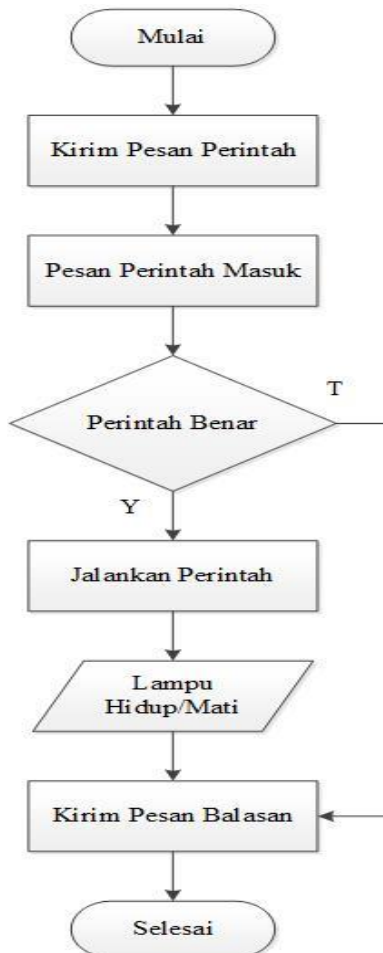 Mulai
Kirim Pesan Perintah
Pesan Perintah Masuk
Perintah Benar
T
Y
Jalankan Perintah
Lampu
Hidup/Mati
Kirim Pesan Balasan
Selesai